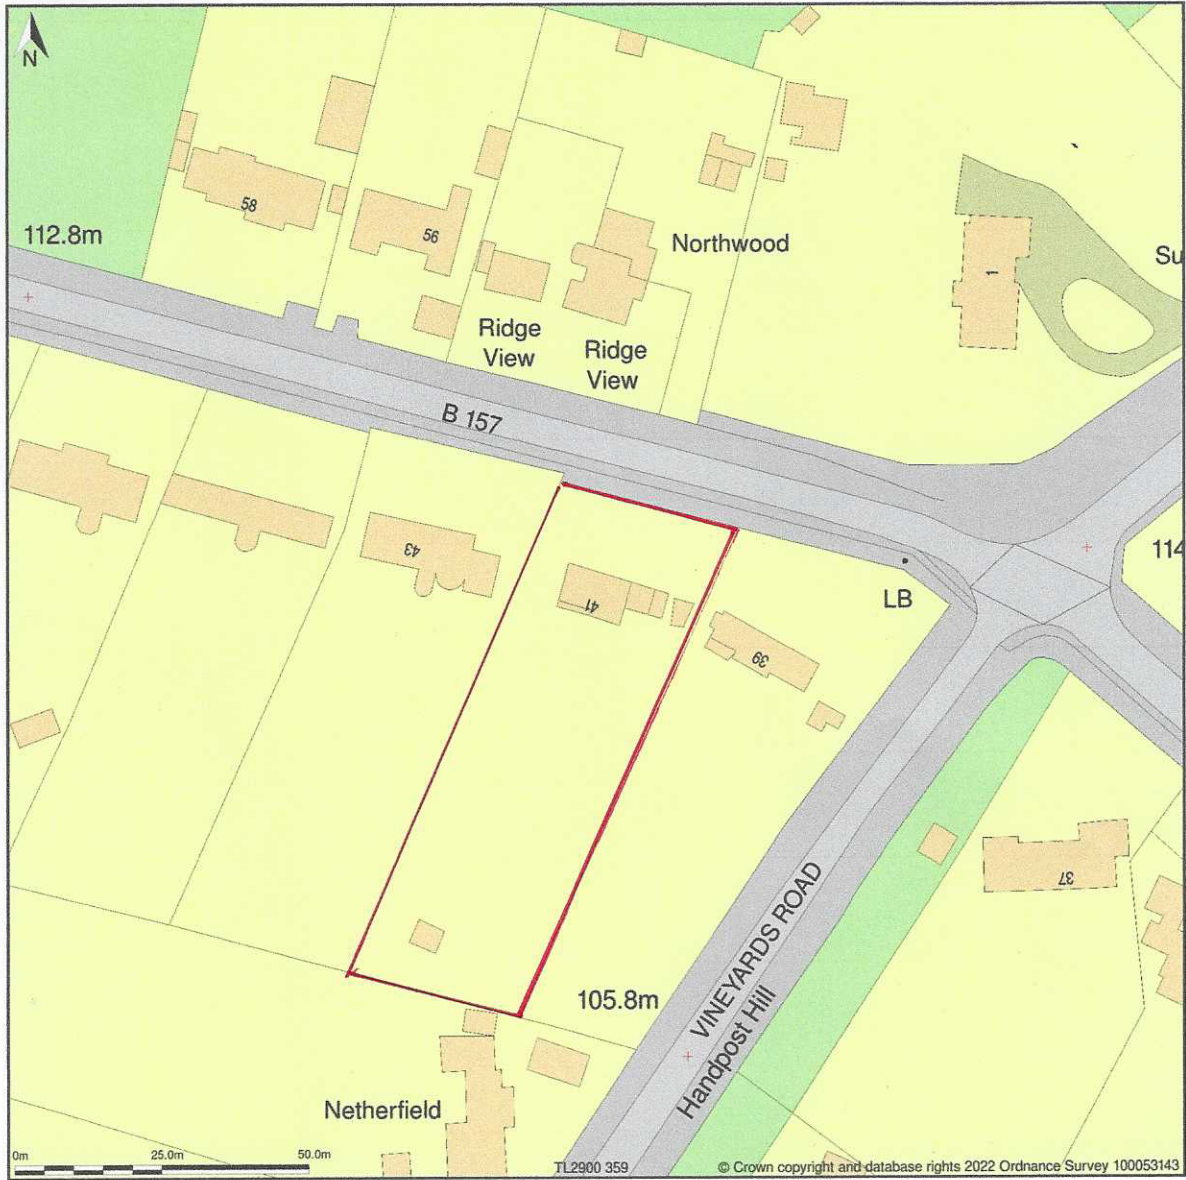 N
58
56
112.8m
Northwood
1
Su
Ridge
View
Ridge
View
B 157
43
41
39
LB
114
37
VINEYARDS ROAD
Handpost Hill
105.8m
Netherfield
0m 25.0m 50.0m
TL2900 359
© Crown copyright and database rights 2022 Ordnance Survey 100053143